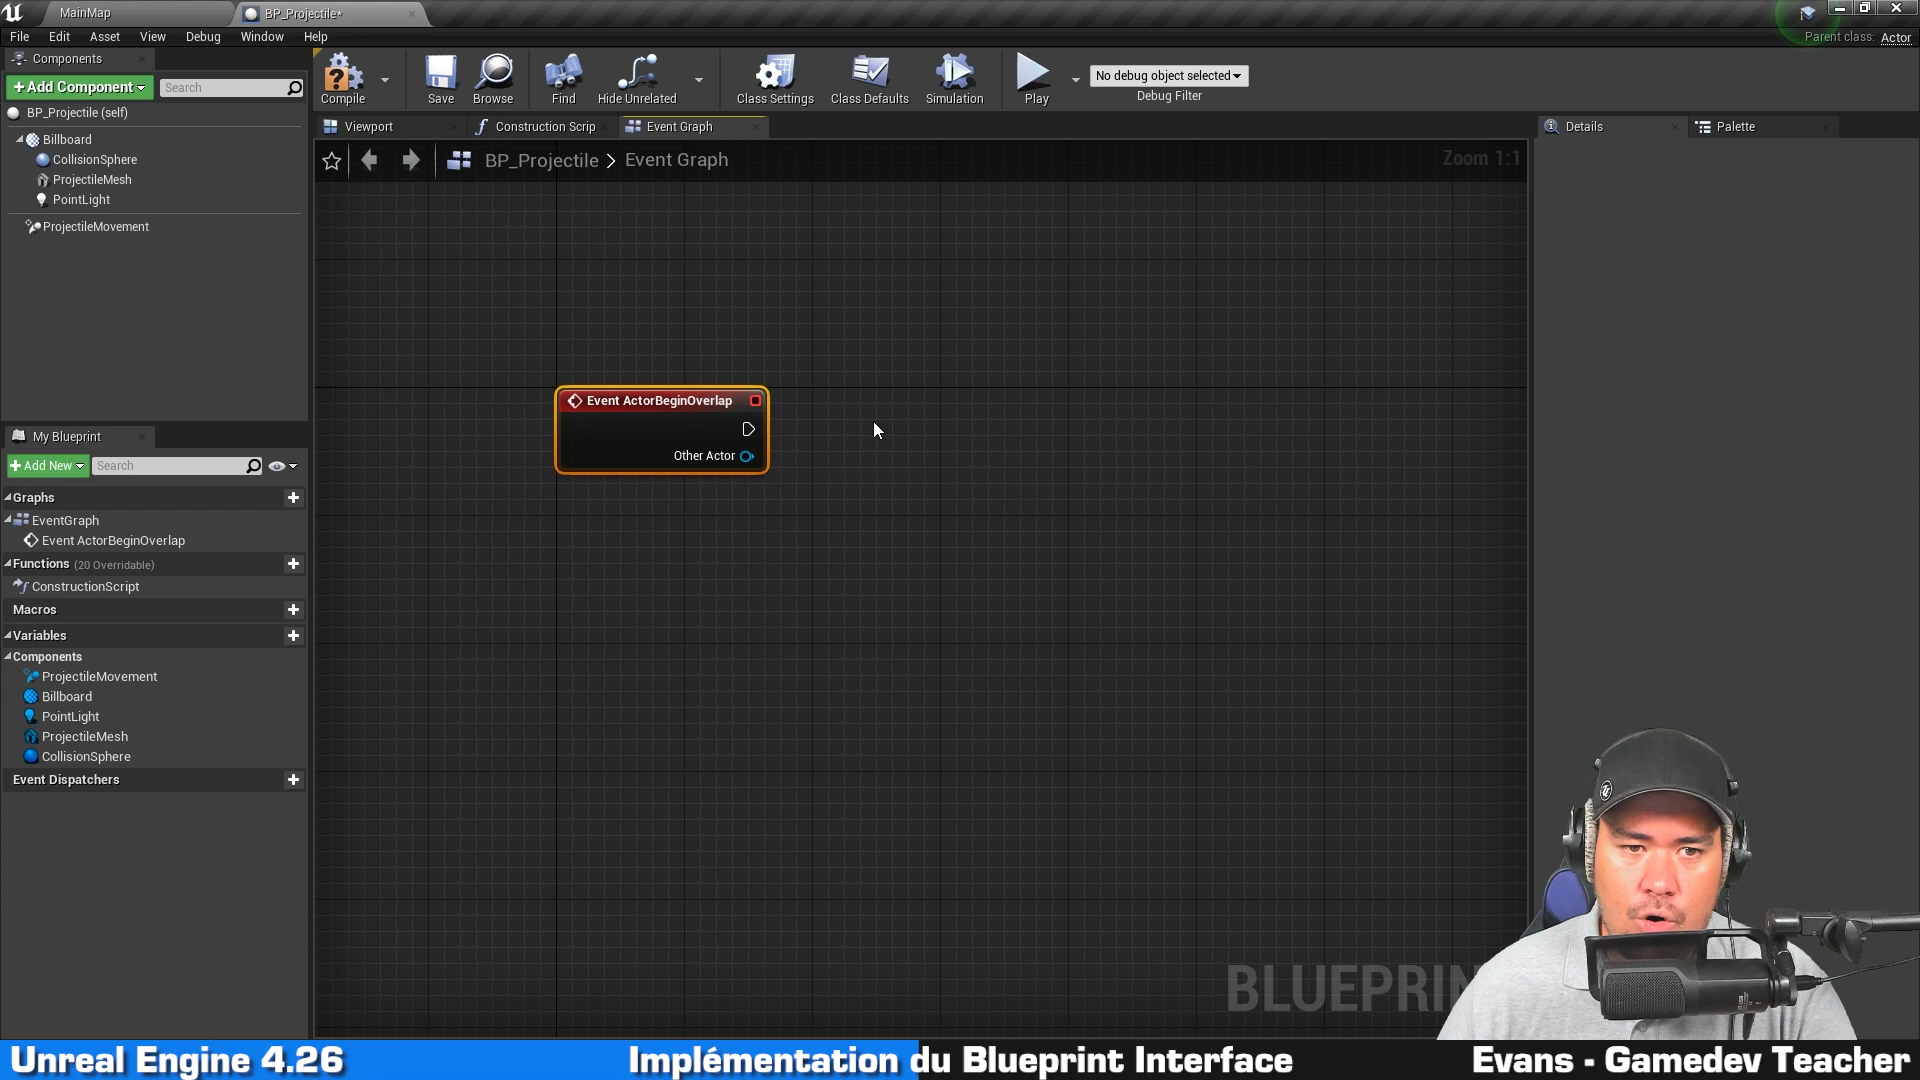 MainMap
BP_Projectile*
File Edit Asset View Debug Window Help
Parent class: Actor
Components
+Add Component
Search
BP_Projectile (self)
Billboard
CollisionSphere
ProjectileMesh
PointLight
ProjectileMovement
Compile
Save
Browse
Find
Hide Unrelated
Class Settings
Class Defaults
Simulation
Play
No debug object selected
Debug Filter
Viewport
Construction Scrip
Event Graph
Details
Palette
BP_Projectile > Event Graph
Zoom 1:1
Event ActorBeginOverlap
Other Actor
My Blueprint
+Add New
Search
Graphs
EventGraph
Event ActorBeginOverlap
Functions (20 Overridable)
ConstructionScript
Macros
Variables
Components
ProjectileMovement
Billboard
PointLight
ProjectileMesh
CollisionSphere
Event Dispatchers
BLUEPRIN
Unreal Engine 4.26
Implémentation du Blueprint Interface
Evans - Gamedev Teacher